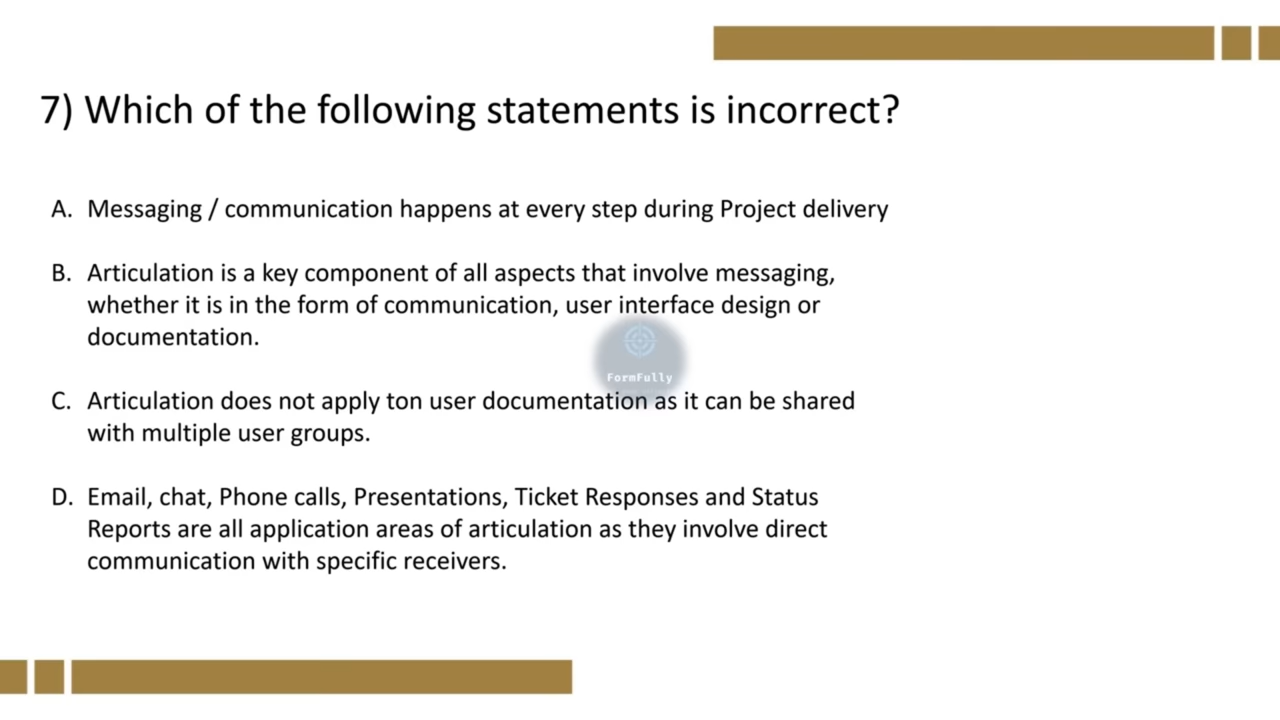 7) Which of the following statements is incorrect?
A. Messaging / communication happens at every step during Project delivery
B. Articulation is a key component of all aspects that involve messaging,
whether it is in the form of communication, user interface design or
documentation.
FormFully
C. Articulation does not apply ton user documentation as it can be shared
with multiple user groups.
D. Email, chat, Phone calls, Presentations, Ticket Responses and Status
Reports are all application areas of articulation as they involve direct
communication with specific receivers.